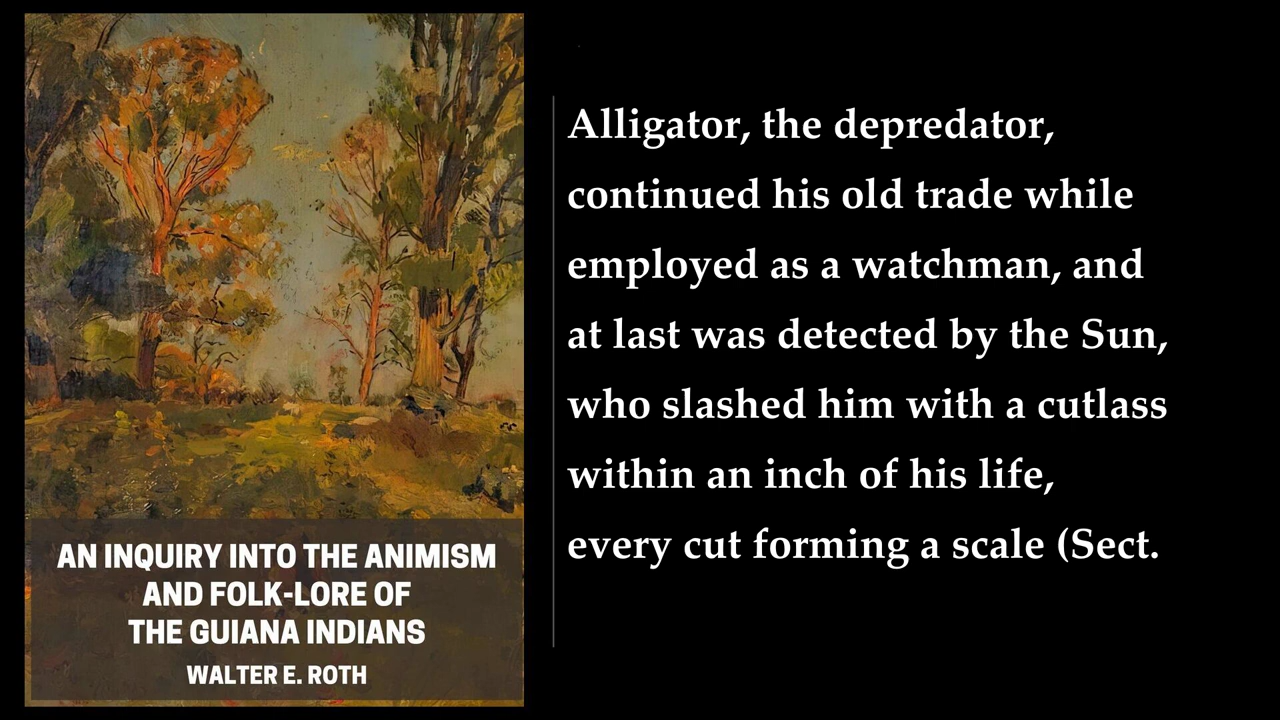 Alligator, the depredator,
continued his old trade while
employed as a watchman, and
at last was detected by the Sun,
who slashed him with a cutlass
within an inch of his life,
every cut forming a scale (Sect.
AN INQUIRY INTO THE ANIMISM
AND FOLK-LORE OF
THE GUIANA INDIANS
WALTER E. ROTH